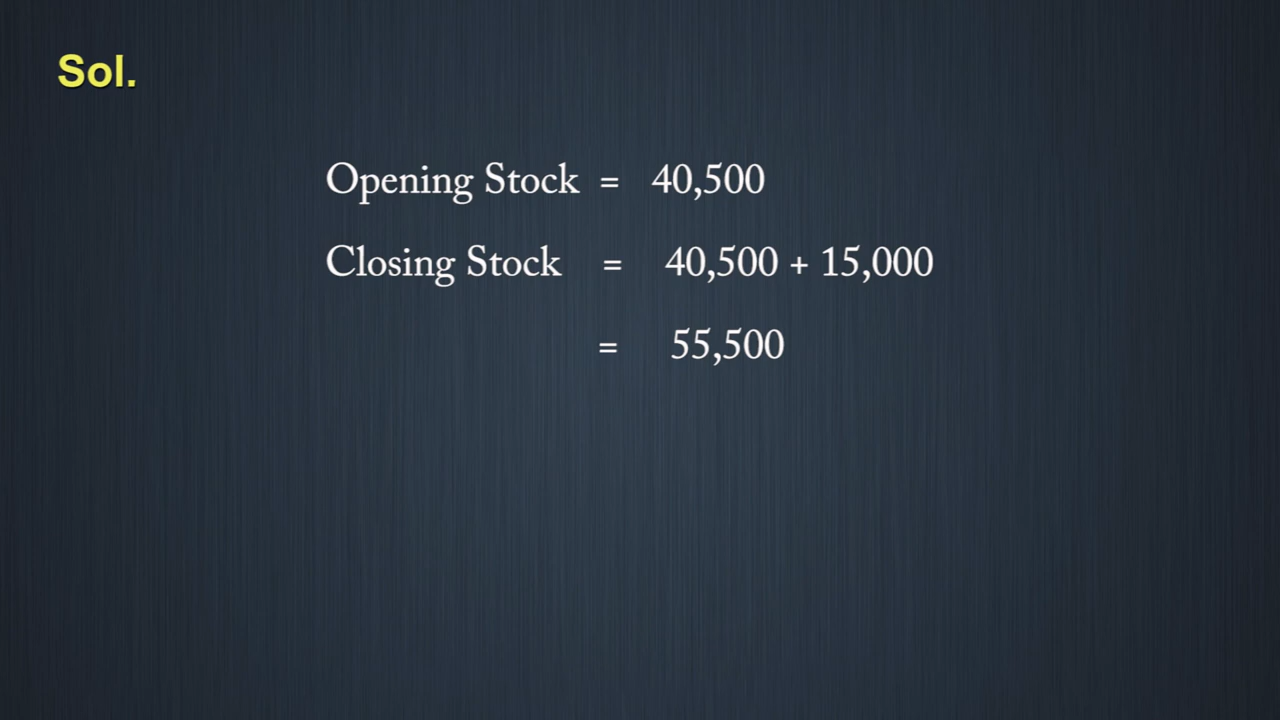 Sol.
Opening Stock = 40,500
Closing Stock = 40,500 + 15,000
= 55,500